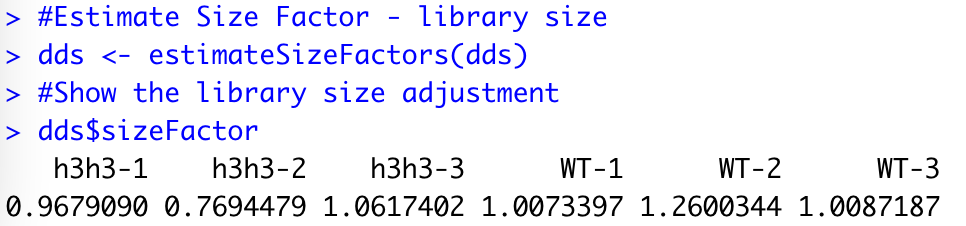 > #Estimate Size Factor - library size
> dds <- estimateSizeFactors(dds)
> #Show the library size adjustment
> dds$sizeFactor
h3h3-1 h3h3-2 h3h3-3 WT-1 WT-2 WT-3
0.9679090 0.7694479 1.0617402 1.0073397 1.2600344 1.0087187